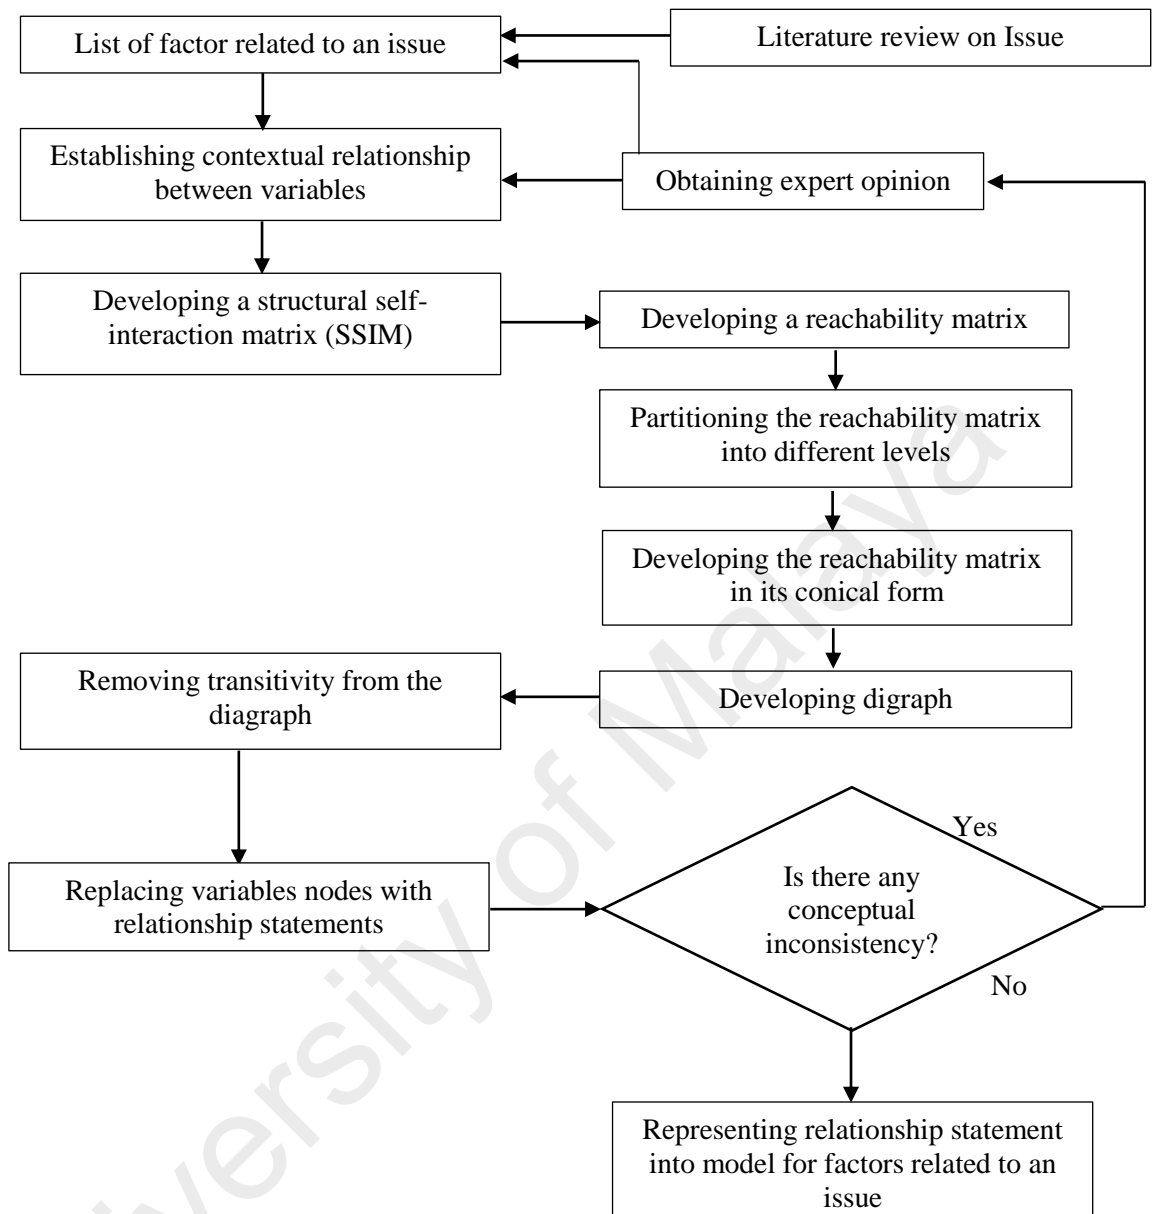 List of factor related to an issue
Literature review on Issue
Establishing contextual relationship
between variables
Obtaining expert opinion
Developing a structural self-
interaction matrix (SSIM)
Developing a reachability matrix
Partitioning the reachability matrix
into different levels
Developing the reachability matrix
in its conical form
Removing transitivity from the
diagraph
Developing digraph
Replacing variables nodes with
relationship statements
Is there any
conceptual
inconsistency?
Yes
No
Representing relationship statement
into model for factors related to an
issue
versity of Malaya